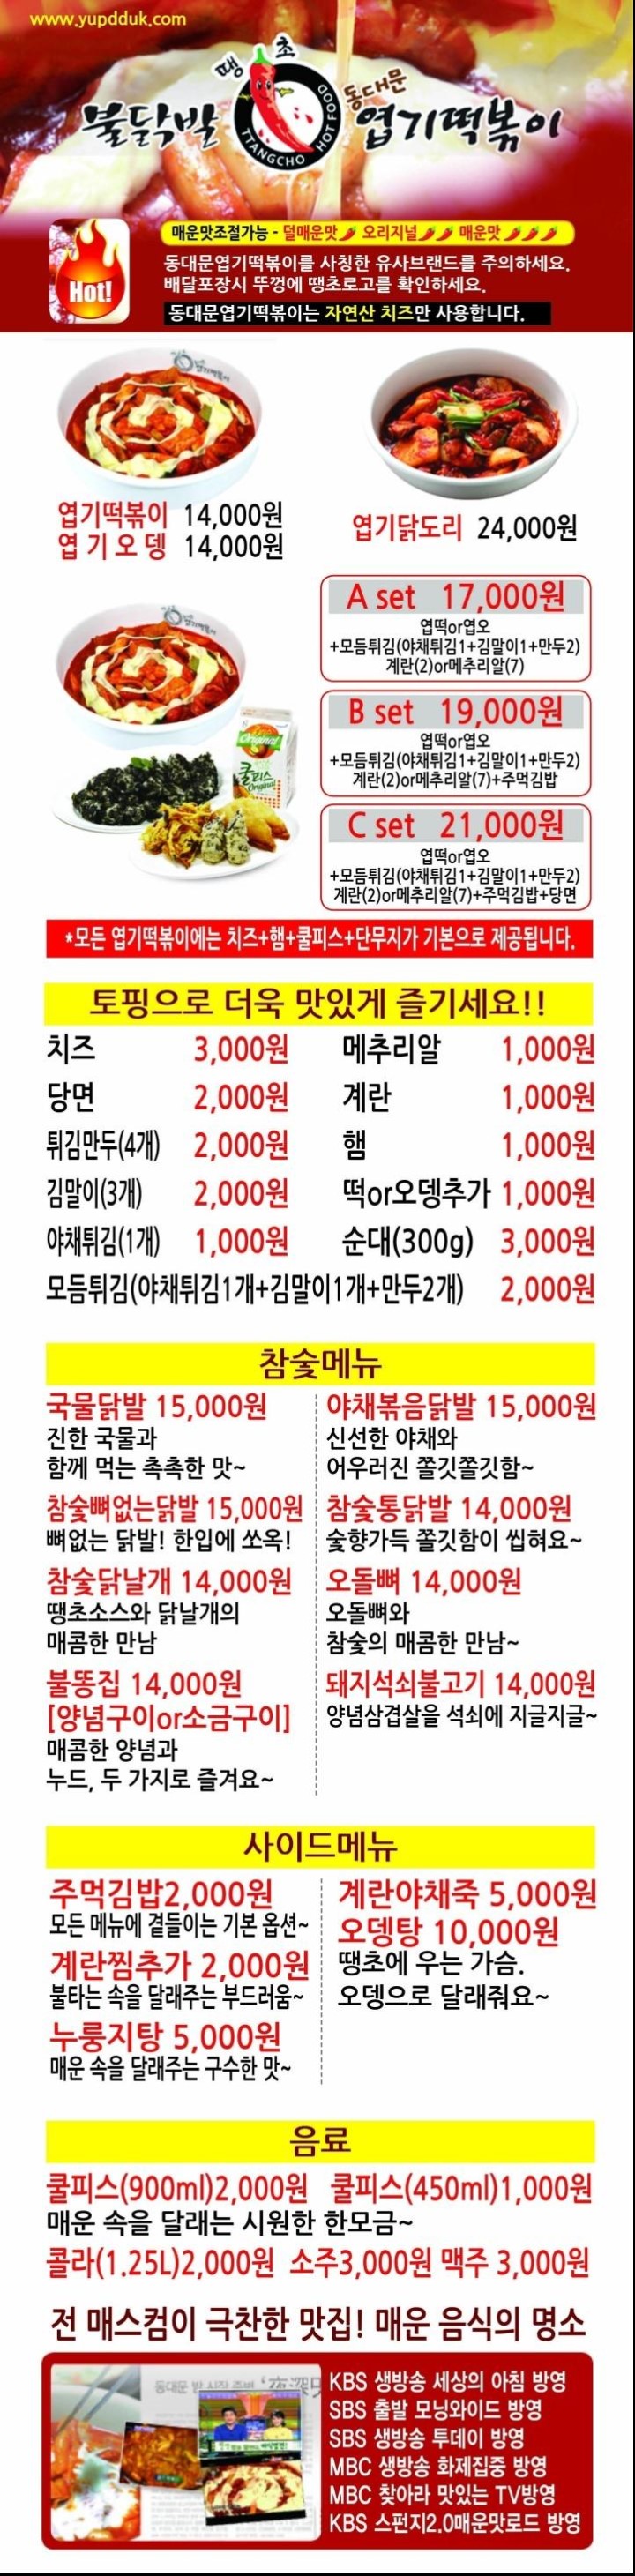 www.yupdduk.com
땡초
불닭발
TTANGCHO HOT FOOD
동대문
엽기떡볶이
Hot!
매운맛조절가능 - 덜매운맛 오리지널 매운맛
동대문엽기떡볶이를 사칭한 유사브랜드를 주의하세요.
배달포장시 뚜껑에 땡초로고를 확인하세요.
동대문엽기떡볶이는 자연산 치즈만 사용합니다.
엽기떡볶이 14,000원
엽기오뎅 14,000원
엽기닭도리 24,000원
A set 17,000원
엽떡or엽오
+모듬튀김(야채튀김1+김말이1+만두2)
계란(2)or메추리알(7)
B set 19,000원
엽떡or엽오
+모듬튀김(야채튀김1+김말이1+만두2)
계란(2)or메추리알(7)+주먹김밥
C set 21,000원
엽떡or엽오
+모듬튀김(야채튀김1+김말이1+만두2)
계란(2)or메추리알(7)+주먹김밥+당면
Original
쿨피스
Original
*모든 엽기떡볶이에는 치즈+햄+쿨피스+단무지가 기본으로 제공됩니다.
토핑으로 더욱 맛있게 즐기세요!!
치즈 3,000원 메추리알 1,000원
당면 2,000원 계란 1,000원
튀김만두(4개) 2,000원 햄 1,000원
김말이(3개) 2,000원 떡or오뎅추가 1,000원
야채튀김(1개) 1,000원 순대(300g) 3,000원
모듬튀김(야채튀김1개+김말이1개+만두2개) 2,000원
참숯메뉴
국물닭발 15,000원
진한 국물과
함께 먹는 촉촉한 맛~
참숯뼈없는닭발 15,000원
뼈없는 닭발! 한입에 쏘옥!
참숯닭날개 14,000원
땡초소스와 닭날개의
매콤한 만남
불똥집 14,000원
[양념구이or소금구이]
매콤한 양념과
누드, 두 가지로 즐겨요~
야채볶음닭발 15,000원
신선한 야채와
어우러진 쫄깃쫄깃함~
참숯통닭발 14,000원
숯향가득 쫄깃함이 씹혀요~
오돌뼈 14,000원
오돌뼈와
참숯의 매콤한 만남~
돼지석쇠불고기 14,000원
양념삼겹살을 석쇠에 지글지글~
사이드메뉴
주먹김밥2,000원
모든 메뉴에 곁들이는 기본 옵션~
계란찜추가 2,000원
불타는 속을 달래주는 부드러움~
누룽지탕 5,000원
매운 속을 달래주는 구수한 맛~
계란야채죽 5,000원
오뎅탕 10,000원
땡초에 우는 가슴.
오뎅으로 달래줘요~
음료
쿨피스(900ml)2,000원 쿨피스(450ml)1,000원
매운 속을 달래는 시원한 한모금~
콜라(1.25L)2,000원 소주3,000원 맥주 3,000원
전 매스컴이 극찬한 맛집! 매운 음식의 명소
KBS 생방송 세상의 아침 방영
SBS 출발 모닝와이드 방영
SBS 생방송 투데이 방영
MBC 생방송 화제집중 방영
MBC 찾아라 맛있는 TV방영
KBS 스펀지2.0매운맛로드 방영